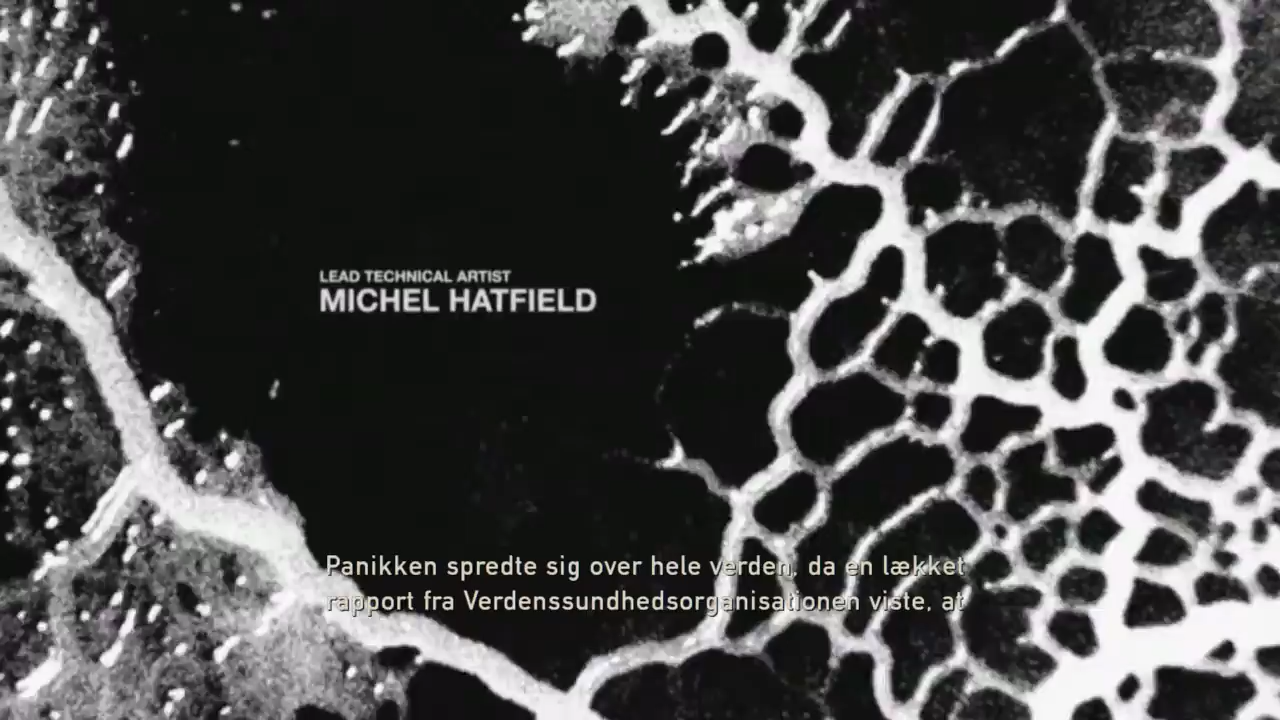 LEAD TECHNICAL ARTIST
MICHEL HATFIELD
Panikken spredte sig over hele verden, da en lækket
rapport fra Verdenssundhedsorganisationen viste, at